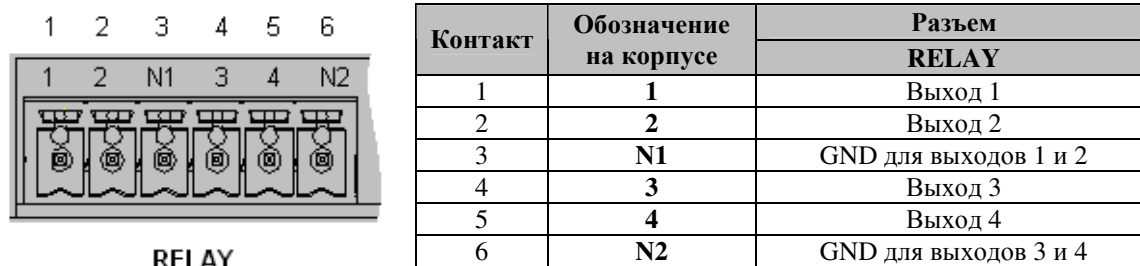 1 2 3 4 5 6
1 2 N1 3 4 N2
RELAY
Контакт Обозначение на корпусе Разъем
RELAY
1 1 Выход 1
2 2 Выход 2
3 N1 GND для выходов 1 и 2
4 3 Выход 3
5 4 Выход 4
6 N2 GND для выходов 3 и 4